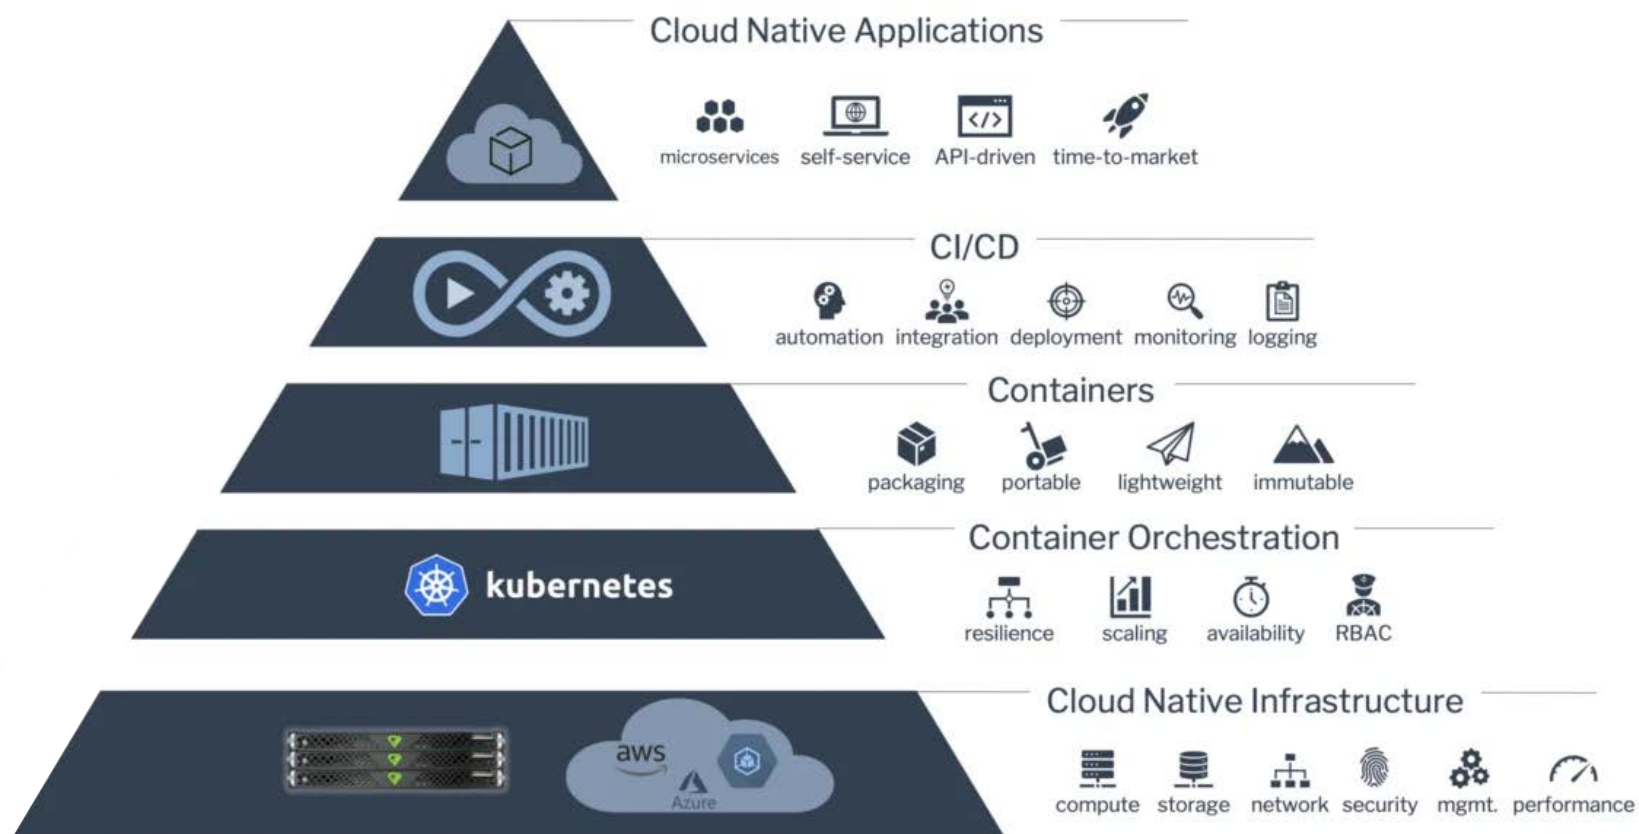 Cloud Native Applications
microservices self-service API-driven time-to-market
</>
CI/CD
automation integration deployment monitoring logging
Containers
packaging portable lightweight immutable
kubernetes
Container Orchestration
resilience scaling availability RBAC
aws
Azure
Cloud Native Infrastructure
compute storage network security mgmt. performance